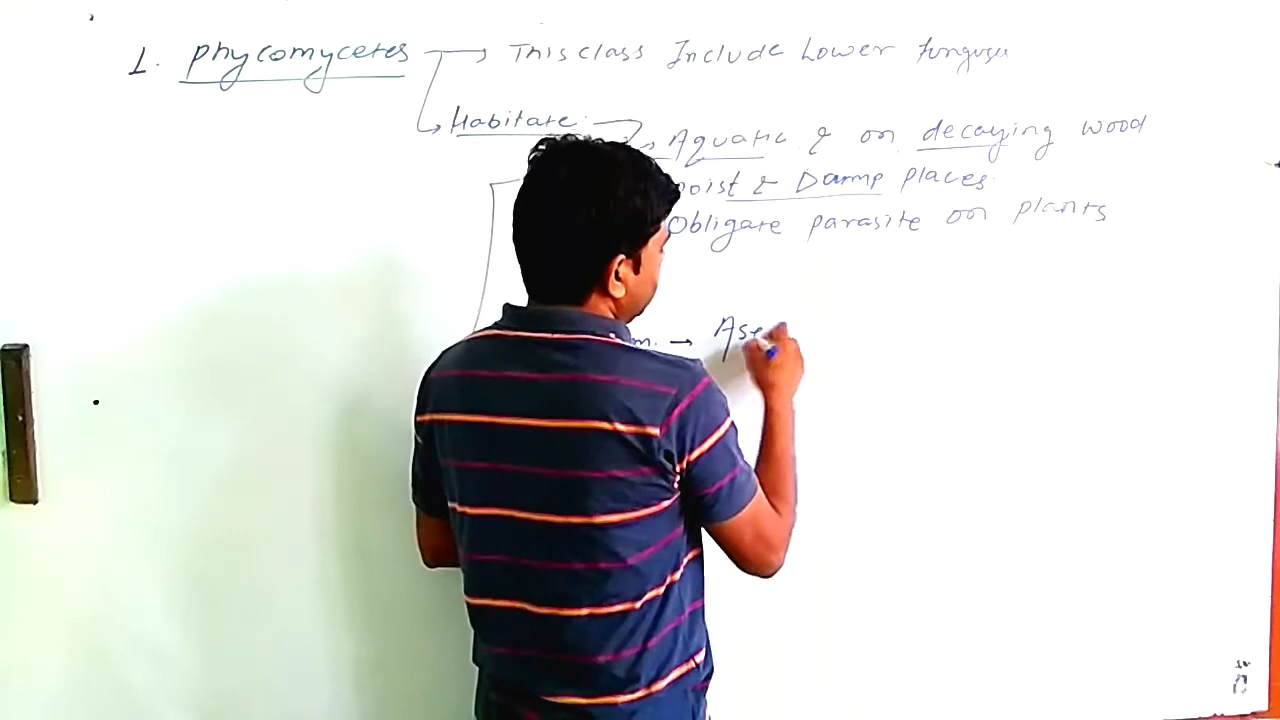 1. Phycomycetes → This class Include Lower fungus
Habitate
Aquatic & on decaying wood
moist & Damp places
Obligate parasite on plants
m. → Ase